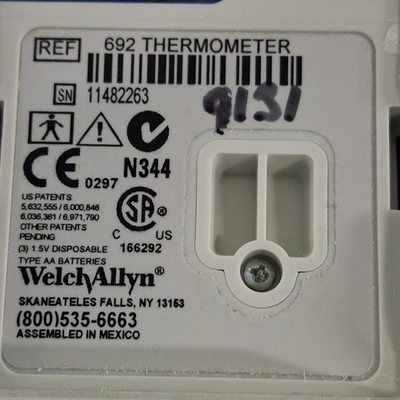 REF 692 THERMOMETER
SN 11482263
9131
N344
CE 0297
US PATENTS
5,632,555 / 6,000,846
6,036,361 / 6,971,790
OTHER PATENTS
PENDING
(3) 1.5V DISPOSABLE
TYPE AA BATTERIES
SA
C US
166292
WelchAllyn®
SKANEATELES FALLS, NY 13153
(800)535-6663
ASSEMBLED IN MEXICO